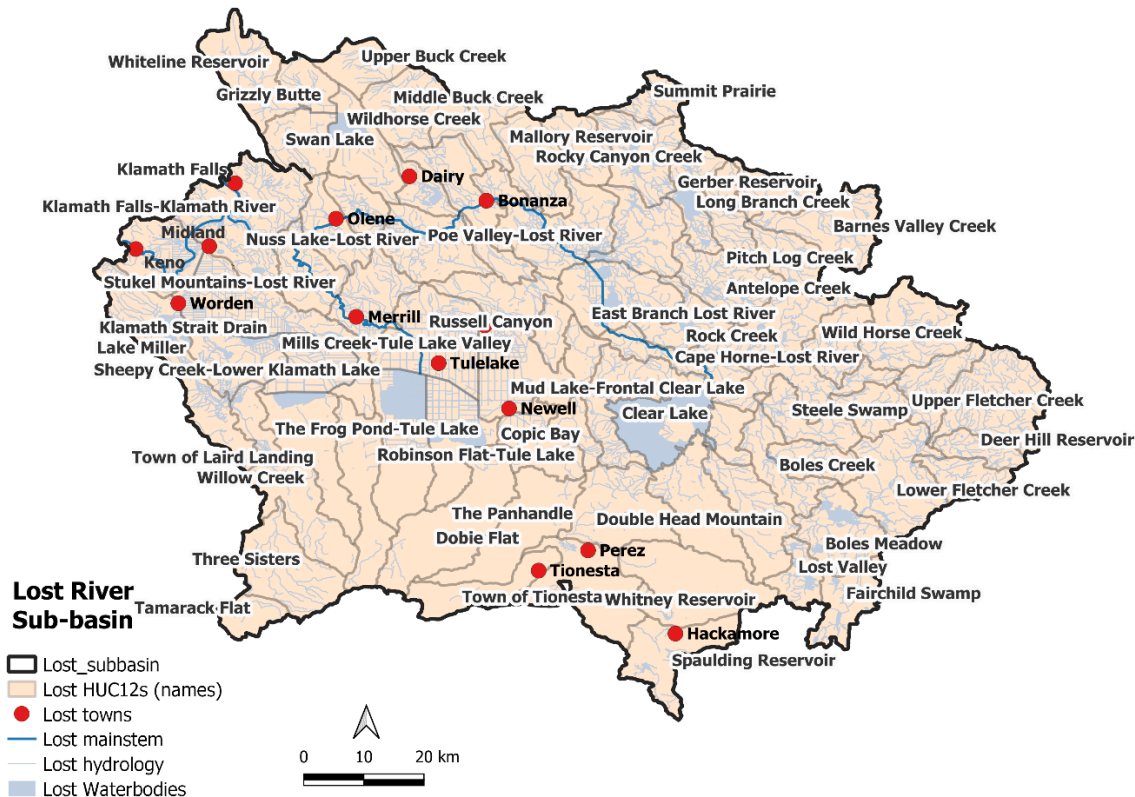 Upper Buck Creek
Whiteline Reservoir
Summit Prairie
Grizzly Butte
Middle Buck Creek
Wildhorse Creek
Swan Lake
Mallory Reservoir
Rocky Canyon Creek
Klamath Falls
Dairy
Gerber Reservoir
Long Branch Creek
Bonanza
Klamath Falls-Klamath River
Olene
Barnes Valley Creek
Midland
Nuss Lake-Lost River
Poe Valley-Lost River
Keno
Pitch Log Creek
Stukel Mountains-Lost River
Antelope Creek
Worden
Merrill
Russell Canyon
East Branch Lost River
Klamath Strait Drain
Rock Creek
Wild Horse Creek
Lake Miller
Mills Creek-Tule Lake Valley
Cape Horne-Lost River
Sheepy Creek-Lower Klamath Lake
Tulelake
Mud Lake-Frontal Clear Lake
Upper Fletcher Creek
Newell
Clear Lake
Steele Swamp
The Frog Pond-Tule Lake
Copic Bay
Deer Hill Reservoir
Town of Laird Landing
Robinson Flat-Tule Lake
Boles Creek
Willow Creek
Lower Fletcher Creek
The Panhandle
Double Head Mountain
Dobie Flat
Boles Meadow
Perez
Three Sisters
Lost Valley
Tionesta
Fairchild Swamp
Town of Tionesta
Whitney Reservoir
Tamarack Flat
Hackamore
Spaulding Reservoir
Lost River
Sub-basin
Lost_subbasin
Lost HUC12s (names)
Lost towns
Lost mainstem
Lost hydrology
Lost Waterbodies
0 10 20 km